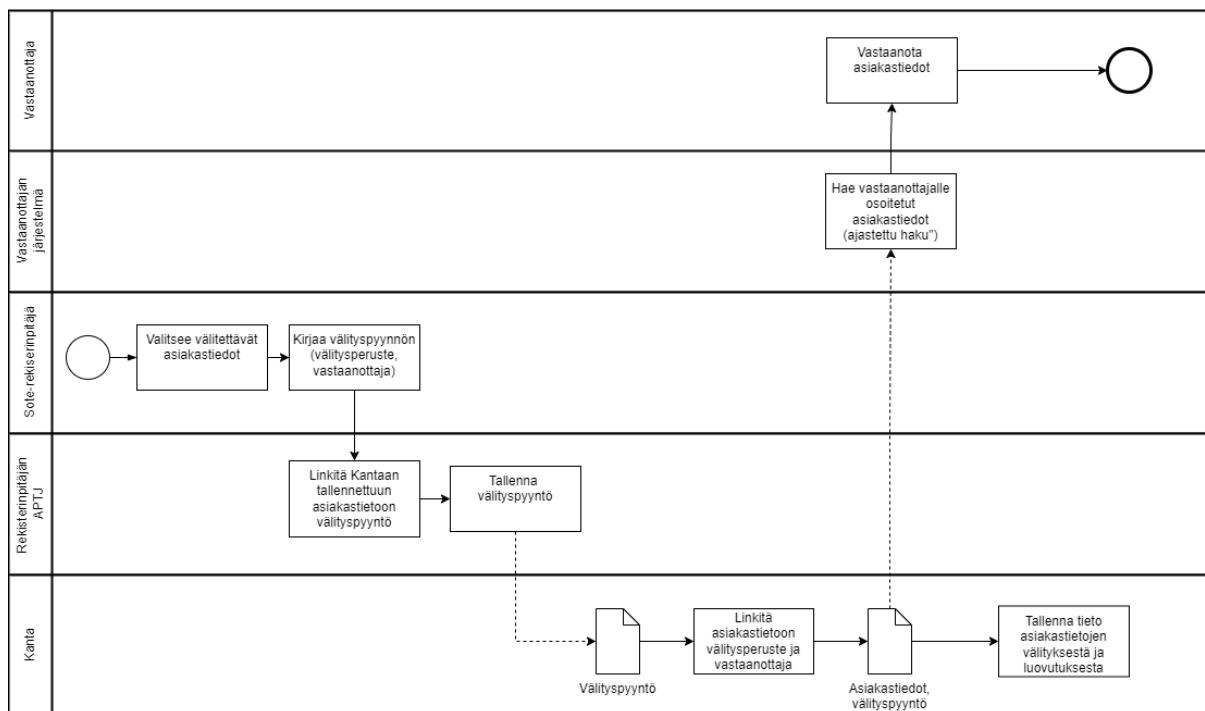 Vastaanottaja
Vastaanota
asiakastiedot
Vastaanottajan
järjestelmä
Hae vastaanottajalle
osoitetut
asiakastiedot
(ajastettu haku")
Sote-rekiserinpitäjä
Valitsee välitettävät
asiakastiedot
Kirjaa välityspyynnön
(välitysperuste,
vastaanottaja)
Rekisterinpitäjän
APTJ
Linkitä Kantaan
tallennettuun
asiakastietoon
välityspyyntö
Tallenna
välityspyyntö
Kanta
Välityspyyntö
Linkitä
asiakastietoon
välitysperuste ja
vastaanottaja
Asiakastiedot,
välityspyyntö
Tallenna tieto
asiakastietojen
välityksestä ja
luovutuksesta